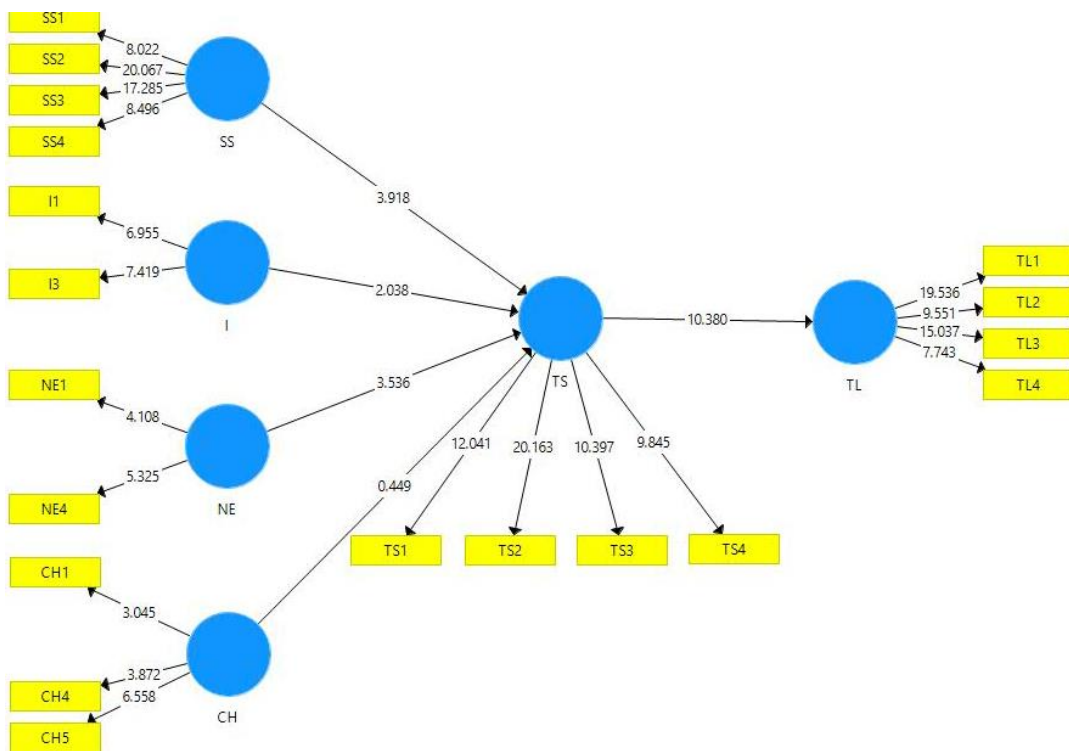 SS1
8.022
SS2
20.067
SS3
17.285
8.496
SS4
SS
3.918
I1
6.955
I3
7.419
2.038
I
TL1
19.536
TL2
9.551
10.380
15.037
TL3
7.743
TL
TL4
TS
NE1
4.108
3.536
5.325
NE4
NE
12.041
20.163
10.397
9.845
0.449
TS1
TS2
TS3
TS4
CH1
3.045
3.872
CH4
6.558
CH
CH5